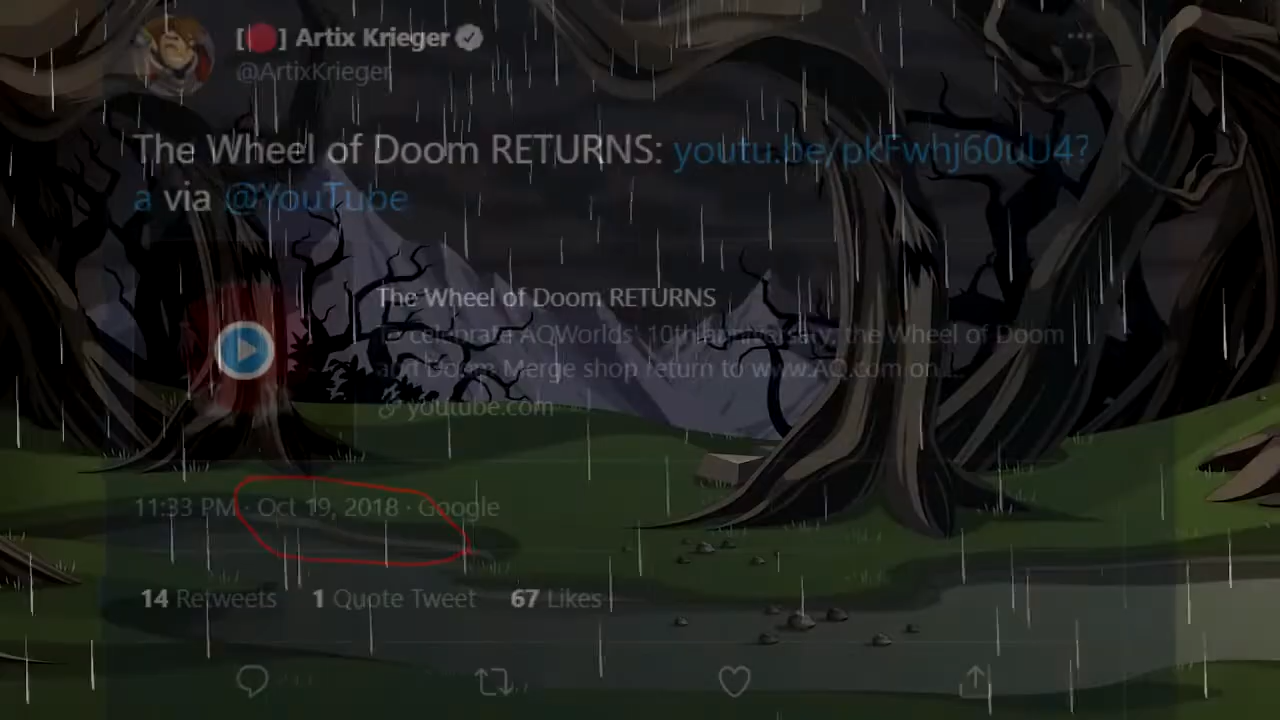 [🔴] Artix Krieger
@ArtixKrieger
The Wheel of Doom RETURNS: youtu.be/pkFwhj60uU4?
a via @YouTube
The Wheel of Doom RETURNS
To celebrate AQWorlds' 10th anniversary, the Wheel of Doom
and Doom Merge shop return to www.AQ.com on...
youtube.com
11:33 PM · Oct 19, 2018 · Google
14 Retweets 1 Quote Tweet 67 Likes